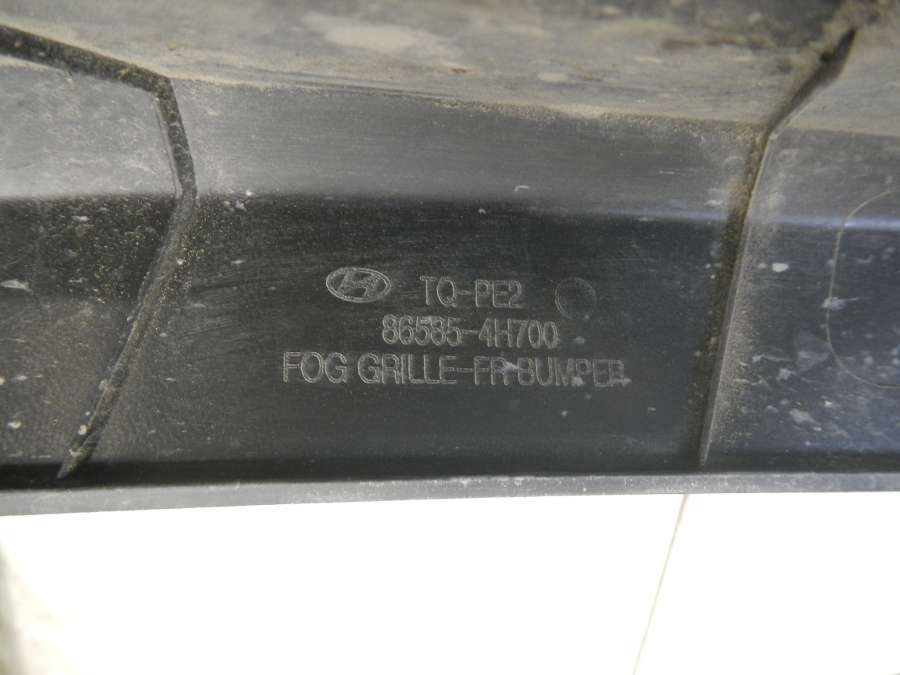 TQ-PE2
86585-4H700
FOG GRILLE-FR BUMPER